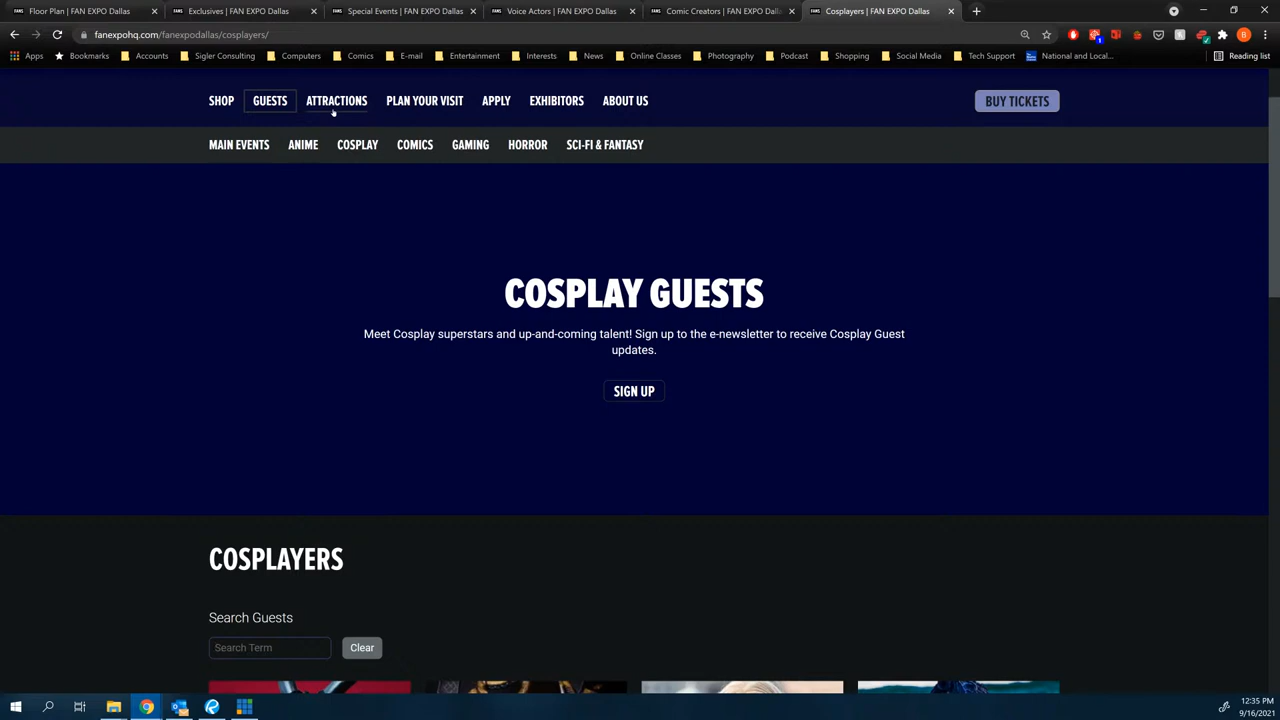 Floor Plan | FAN EXPO Dallas
Exclusives | FAN EXPO Dallas
Special Events | FAN EXPO Dallas
Voice Actors | FAN EXPO Dallas
Comic Creators | FAN EXPO Dall
Cosplayers | FAN EXPO Dallas
fanexpohq.com/fanexpodallas/cosplayers/
Apps Bookmarks Accounts Sigler Consulting Computers Comics E-mail Entertainment Interests News Online Classes Photography Podcast Shopping Social Media Tech Support National and Local... Reading list
SHOP GUESTS ATTRACTIONS PLAN YOUR VISIT APPLY EXHIBITORS ABOUT US BUY TICKETS
MAIN EVENTS ANIME COSPLAY COMICS GAMING HORROR SCI-FI & FANTASY
COSPLAY GUESTS
Meet Cosplay superstars and up-and-coming talent! Sign up to the e-newsletter to receive Cosplay Guest
updates.
SIGN UP
COSPLAYERS
Search Guests
Search Term Clear
12:35 PM
9/16/2021